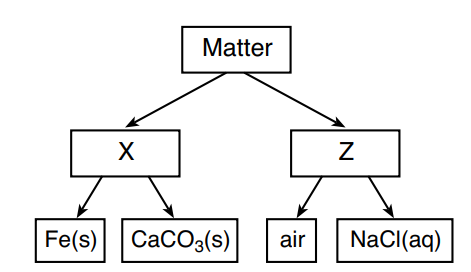 Matter
X
Z
Fe(s)
CaCO₃(s)
air
NaCl(aq)